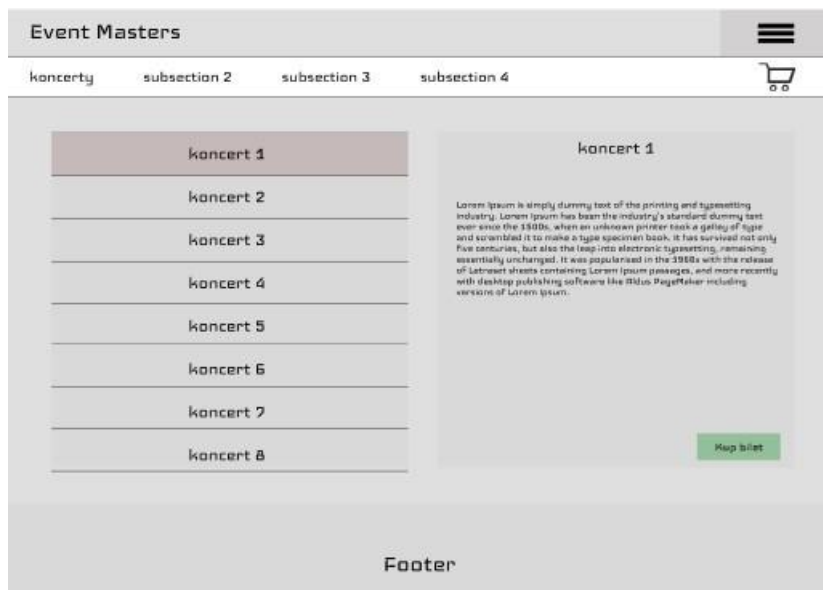 Event Masters
koncerty subsection 2 subsection 3 subsection 4
koncert 1
koncert 2
koncert 3
koncert 4
koncert 5
koncert 6
koncert 7
koncert 8
koncert 1
Lorem Ipsum is simply dummy text of the printing and typesetting
industry. Lorem Ipsum has been the industry's standard dummy text
ever since the 1500s, when an unknown printer took a galley of type
and scrambled it to make a type specimen book. It has survived not only
five centuries, but also the leap into electronic typesetting, remaining
essentially unchanged. It was popularised in the 1960s with the release
of Letraset sheets containing Lorem Ipsum passages, and more recently
with desktop publishing software like Aldus PageMaker including
versions of Lorem Ipsum.
Kup bilet
Footer